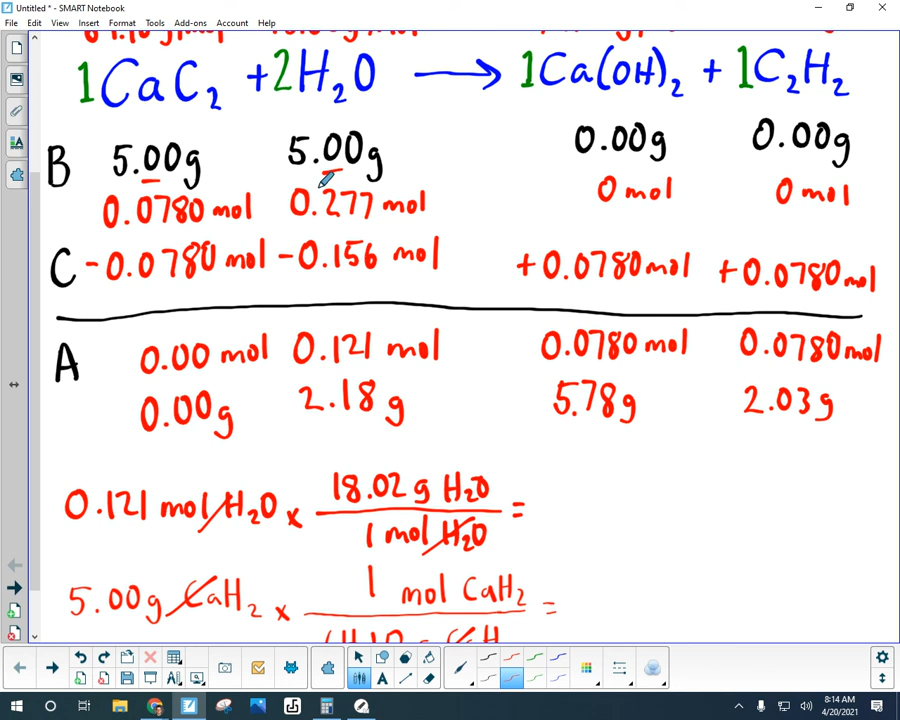 Untitled * - SMART Notebook
File Edit View Insert Format Tools Add-ons Account Help
1CaC₂ + 2H₂O → 1Ca(OH)₂ + 1C₂H₂
B 5.00g 5.00g 0.00g 0.00g
0.0780 mol 0.277 mol 0 mol 0 mol
C -0.0780 mol -0.156 mol +0.0780 mol +0.0780 mol
A 0.00 mol 0.121 mol 0.0780 mol 0.0780 mol
0.00g 2.18g 5.78g 2.03g
18.02 g H₂O
0.121 mol H₂O x =
1 mol H₂O
1 mol CaH₂
5.00g CaH₂ x =
A
8:14 AM
4/20/2021